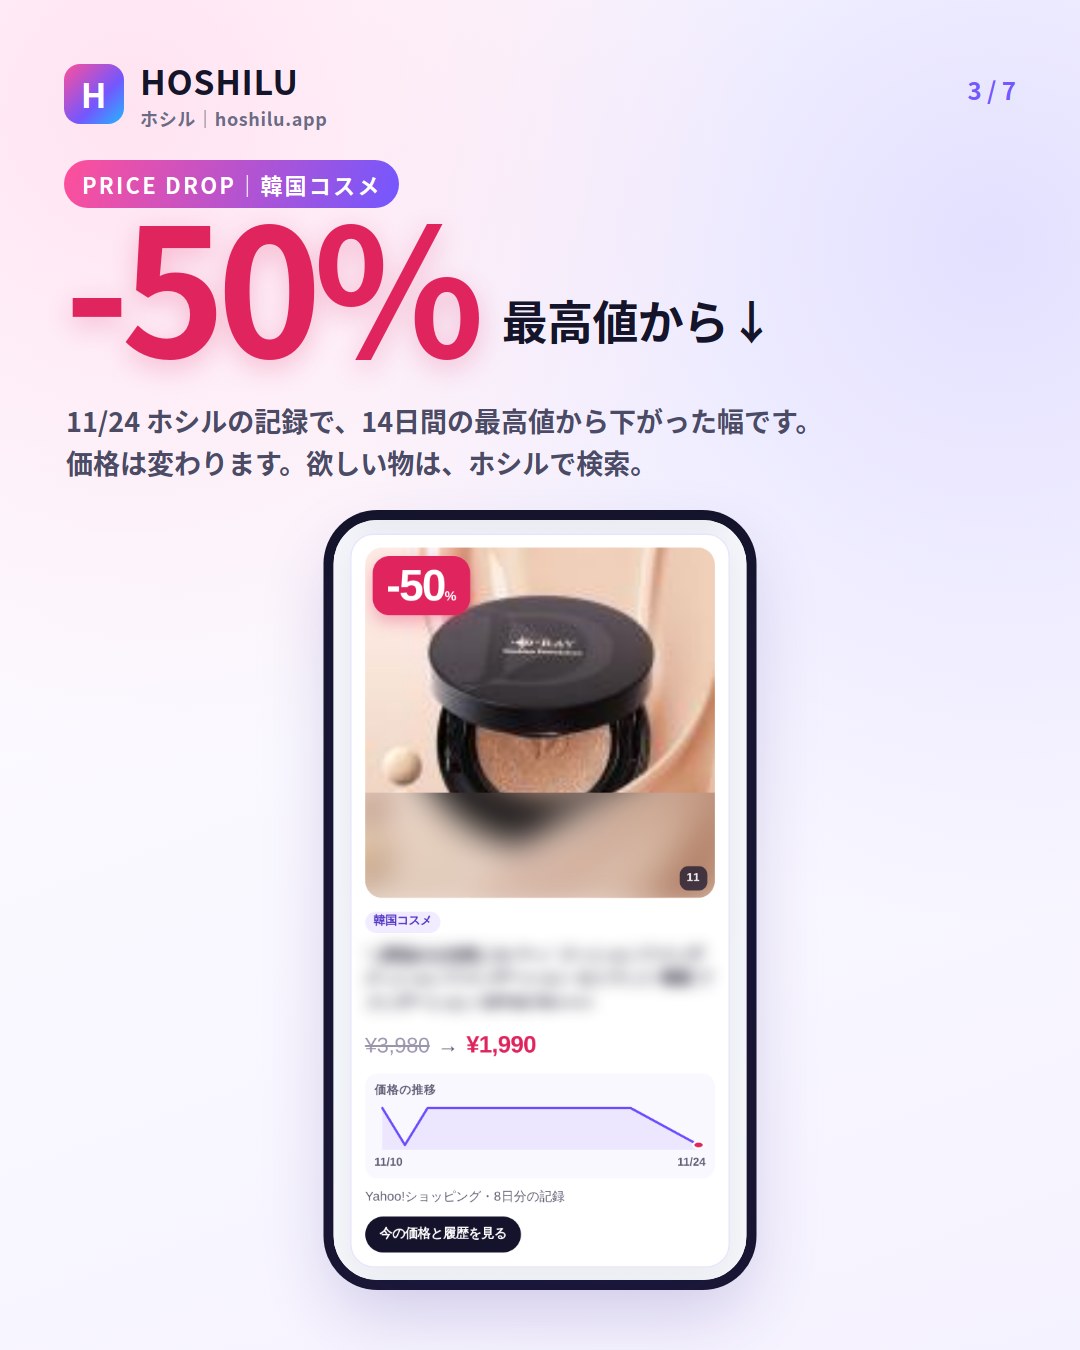 H
HOSHILU
ホシル｜hoshilu.app
3 / 7
PRICE DROP｜韓国コスメ
-50% 最高値から↓
11/24 ホシルの記録で、14日間の最高値から下がった幅です。
価格は変わります。欲しい物は、ホシルで検索。
-50%
11
韓国コスメ
¥3,980 → ¥1,990
価格の推移
11/10 11/24
Yahoo!ショッピング・8日分の記録
今の価格と履歴を見る